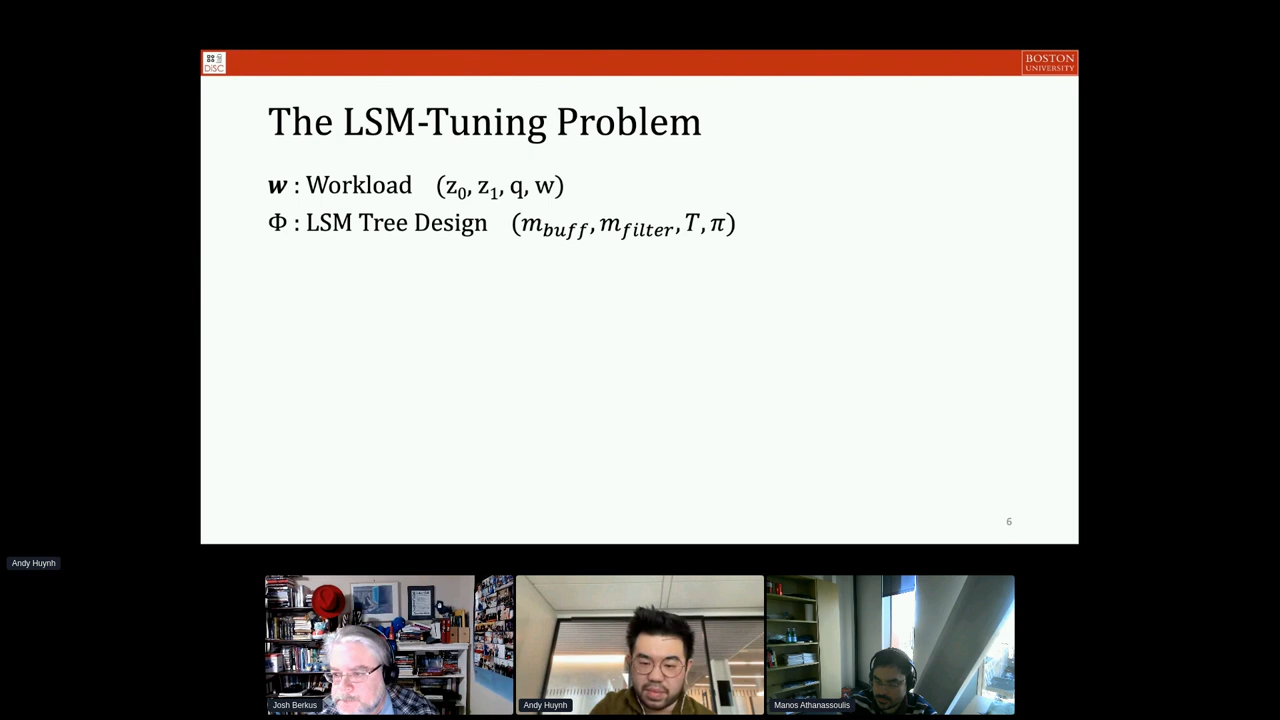 DiSC
BOSTON
UNIVERSITY
The LSM-Tuning Problem
w : Workload (z₀, z₁, q, w)
Φ : LSM Tree Design (m_buff, m_filter, T, π)
6
Andy Huynh
Josh Berkus
Andy Huynh
Manos Athanassoulis